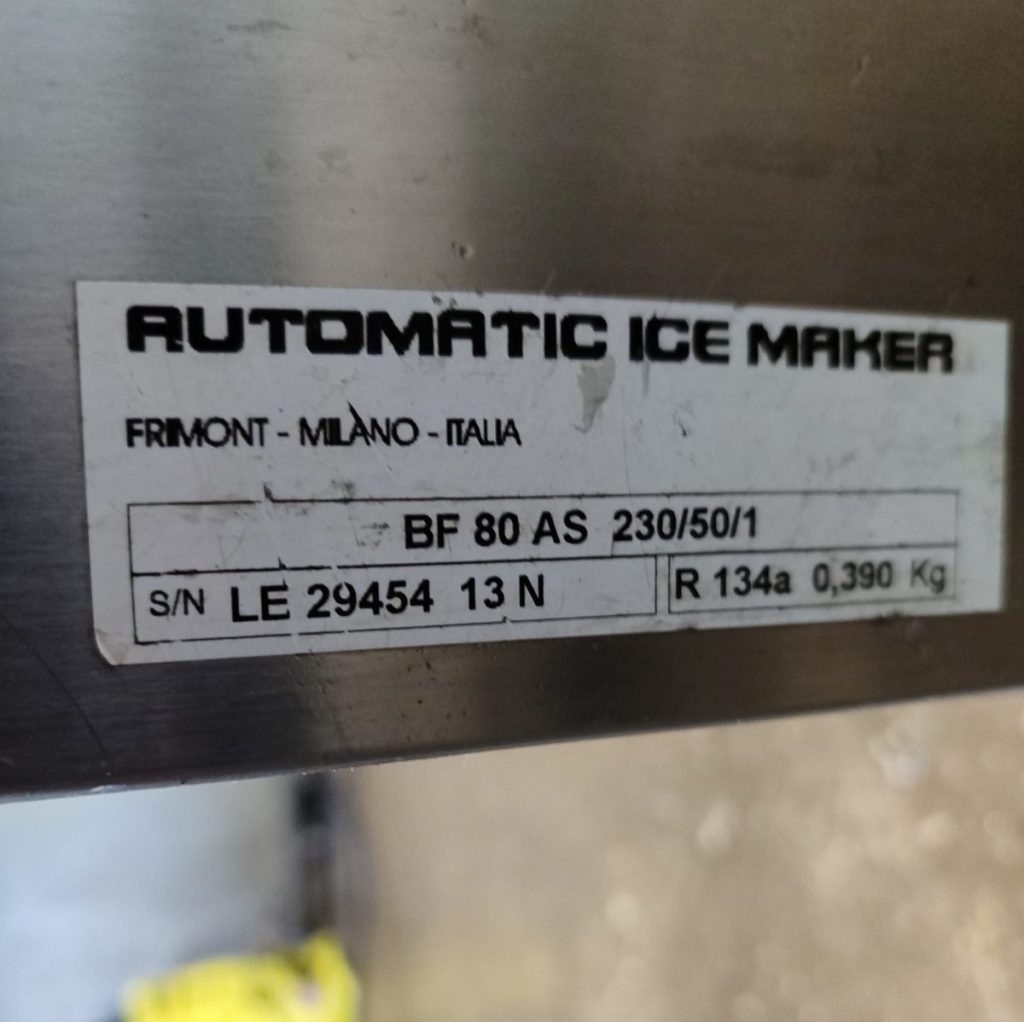 AUTOMATIC ICE MAKER
FRIMONT - MILANO - ITALIA
BF 80 AS 230/50/1
S/N LE 29454 13 N
R 134a 0,390 Kg